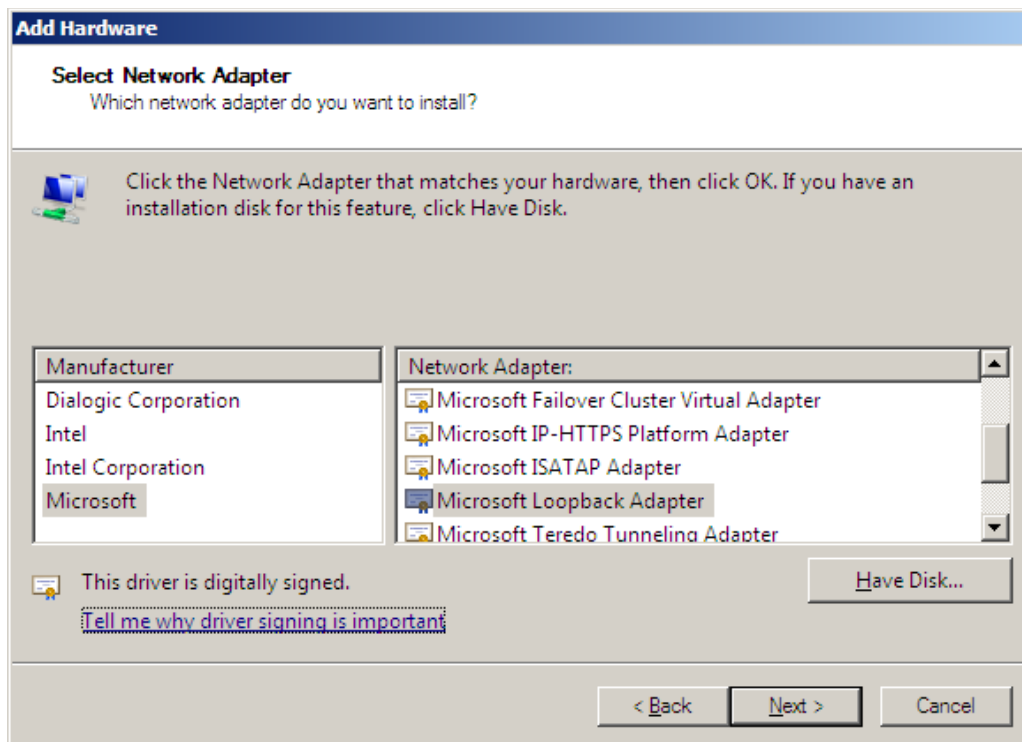 Add Hardware
Select Network Adapter
Which network adapter do you want to install?
Click the Network Adapter that matches your hardware, then click OK. If you have an
installation disk for this feature, click Have Disk.
Manufacturer
Dialogic Corporation
Intel
Intel Corporation
Microsoft
Network Adapter:
Microsoft Failover Cluster Virtual Adapter
Microsoft IP-HTTPS Platform Adapter
Microsoft ISATAP Adapter
Microsoft Loopback Adapter
Microsoft Teredo Tunneling Adapter
This driver is digitally signed.
Tell me why driver signing is important
Have Disk...
< Back
Next >
Cancel